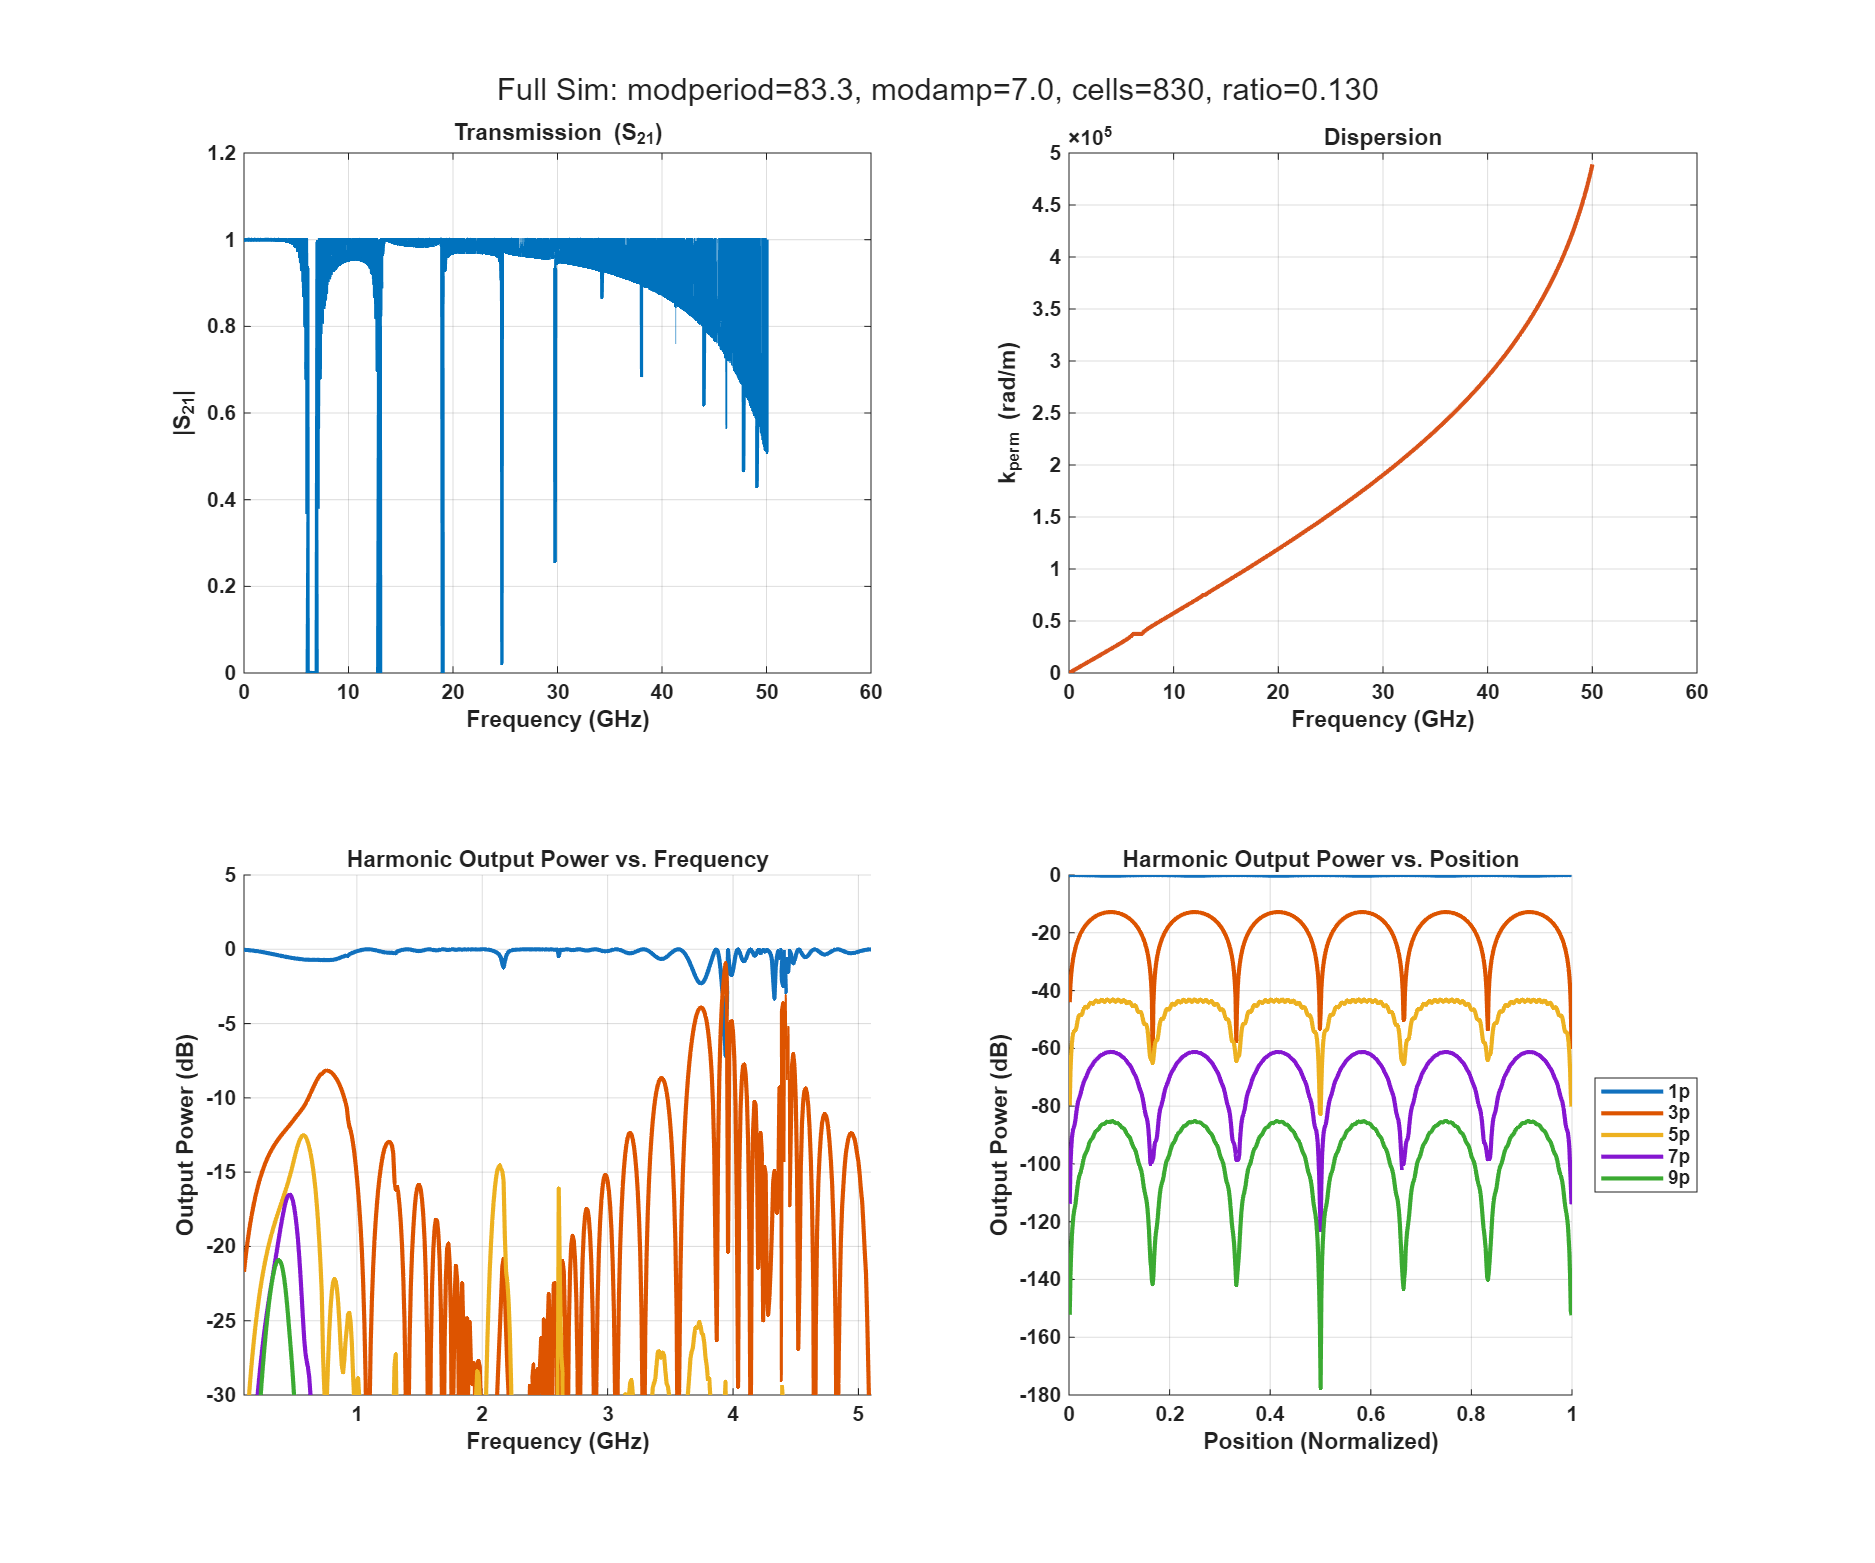 Full Sim: modperiod=83.3, modamp=7.0, cells=830, ratio=0.130
Transmission (S21)
1.2
1
0.8
0.6
0.4
0.2
0
|S21|
0 10 20 30 40 50 60
Frequency (GHz)
×10^5
Dispersion
5
4.5
4
3.5
3
2.5
2
1.5
1
0.5
0
kperm (rad/m)
0 10 20 30 40 50 60
Frequency (GHz)
Harmonic Output Power vs. Frequency
5
0
-5
-10
-15
-20
-25
-30
Output Power (dB)
1 2 3 4 5
Frequency (GHz)
Harmonic Output Power vs. Position
0
-20
-40
-60
-80
-100
-120
-140
-160
-180
Output Power (dB)
0 0.2 0.4 0.6 0.8 1
Position (Normalized)
1p
3p
5p
7p
9p